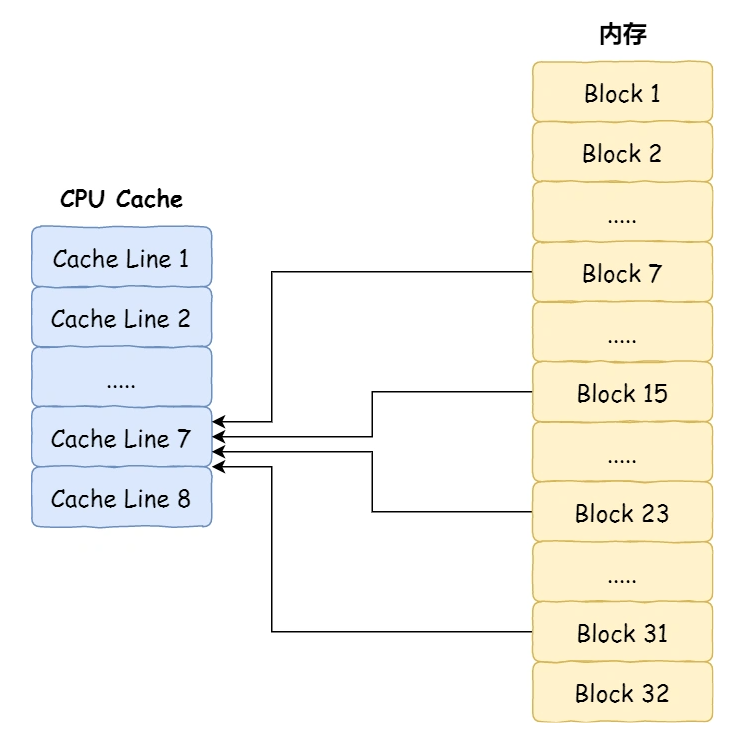 CPU Cache
Cache Line 1
Cache Line 2
.....
Cache Line 7
Cache Line 8
内存
Block 1
Block 2
.....
Block 7
.....
Block 15
.....
Block 23
.....
Block 31
Block 32